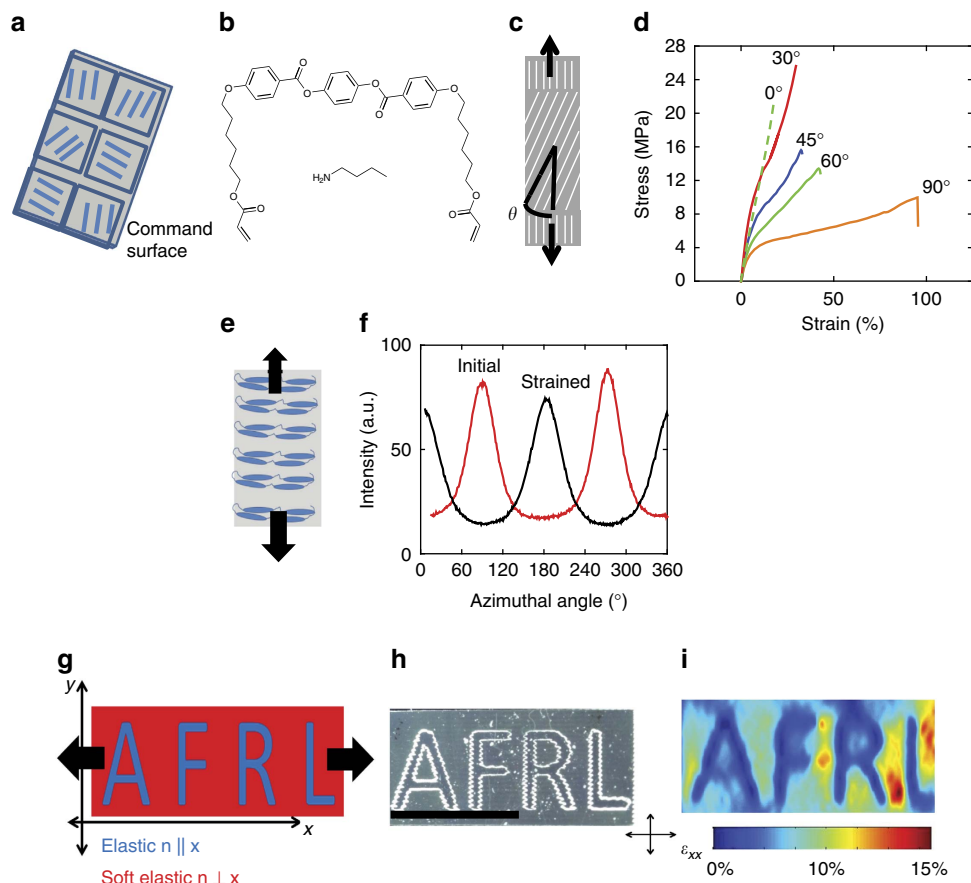 a
b
c
d
Command
surface
O
O
O
O
O
O
O
O
O
O
H₂N
θ
Stress (MPa)
28
24
20
16
12
8
4
0
0
50
100
Strain (%)
30°
0°
45°
60°
90°
e
f
Intensity (a.u.)
100
50
0
Initial
Strained
0 60 120 180 240 300 360
Azimuthal angle (°)
g
h
i
y
AFRL
x
Elastic n || x
Soft elastic n ⊥ x
AFRL
AFRL
εxx
0% 10% 15%